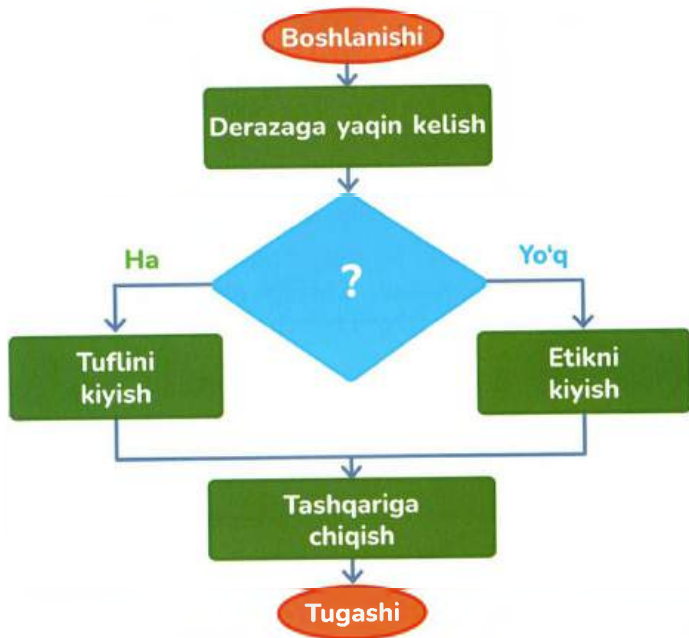 Boshlanishi
Derazaga yaqin kelish
?
Ha
Yo'q
Tuflini
kiyish
Etikni
kiyish
Tashqariga
chiqish
Tugashi